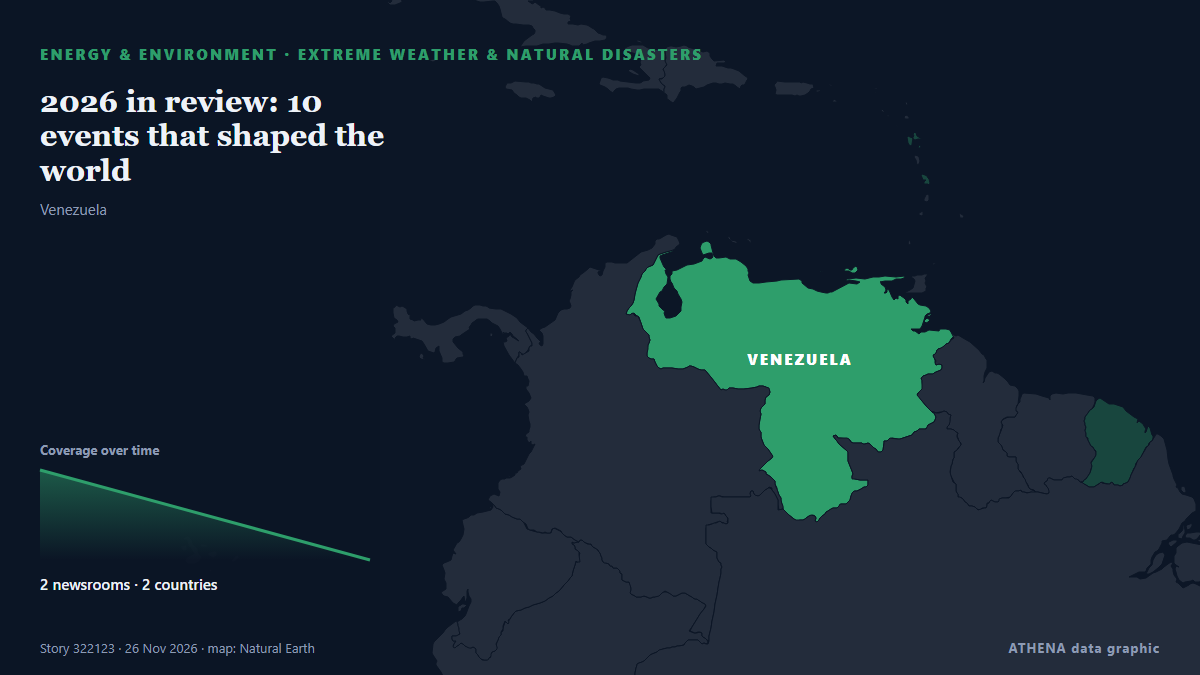 ENERGY & ENVIRONMENT · EXTREME WEATHER & NATURAL DISASTERS
2026 in review: 10
events that shaped the
world
Venezuela
VENEZUELA
Coverage over time
2 newsrooms · 2 countries
Story 322123 · 26 Nov 2026 · map: Natural Earth
ATHENA data graphic